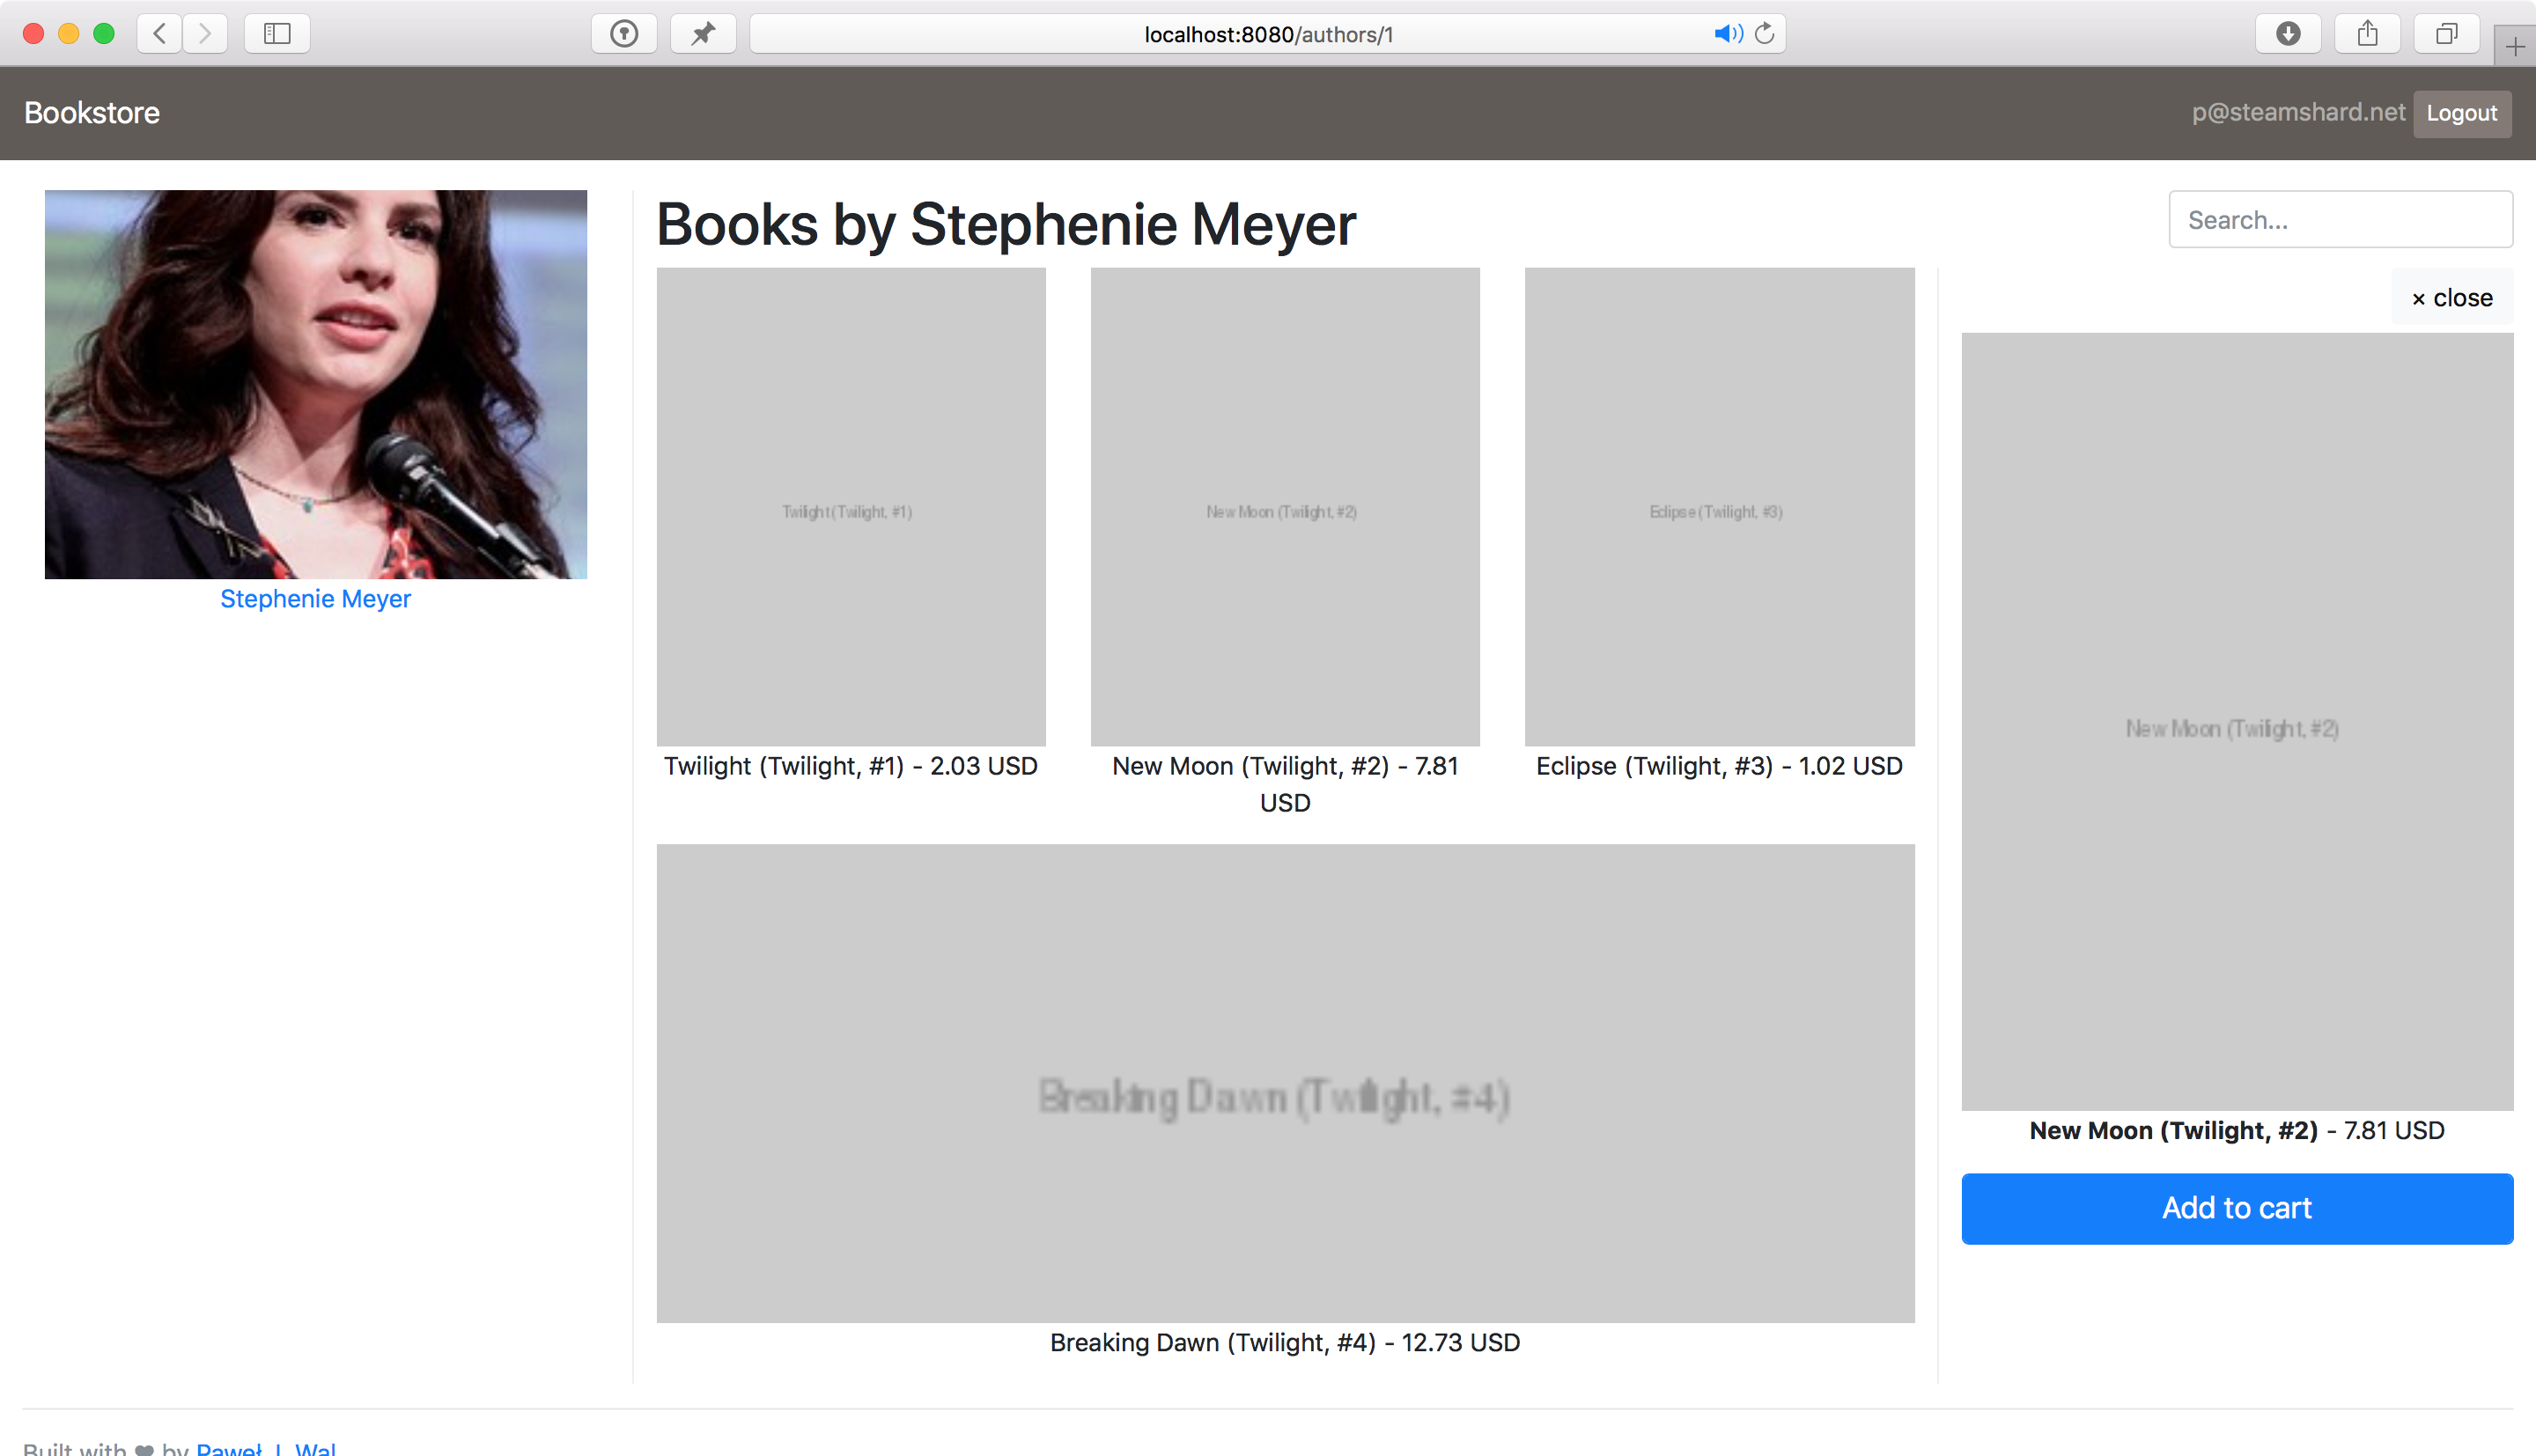 localhost:8080/authors/1
Bookstore
p@steamshard.net
Logout
Stephenie Meyer
Books by Stephenie Meyer
Search...
Twilight (Twilight, #1)
Twilight (Twilight, #1) - 2.03 USD
New Moon (Twilight, #2)
New Moon (Twilight, #2) - 7.81
USD
Eclipse (Twilight, #3)
Eclipse (Twilight, #3) - 1.02 USD
Breaking Dawn (Twilight, #4)
Breaking Dawn (Twilight, #4) - 12.73 USD
× close
New Moon (Twilight, #2)
New Moon (Twilight, #2) - 7.81 USD
Add to cart
Built with ♥ by Paweł J. Wal